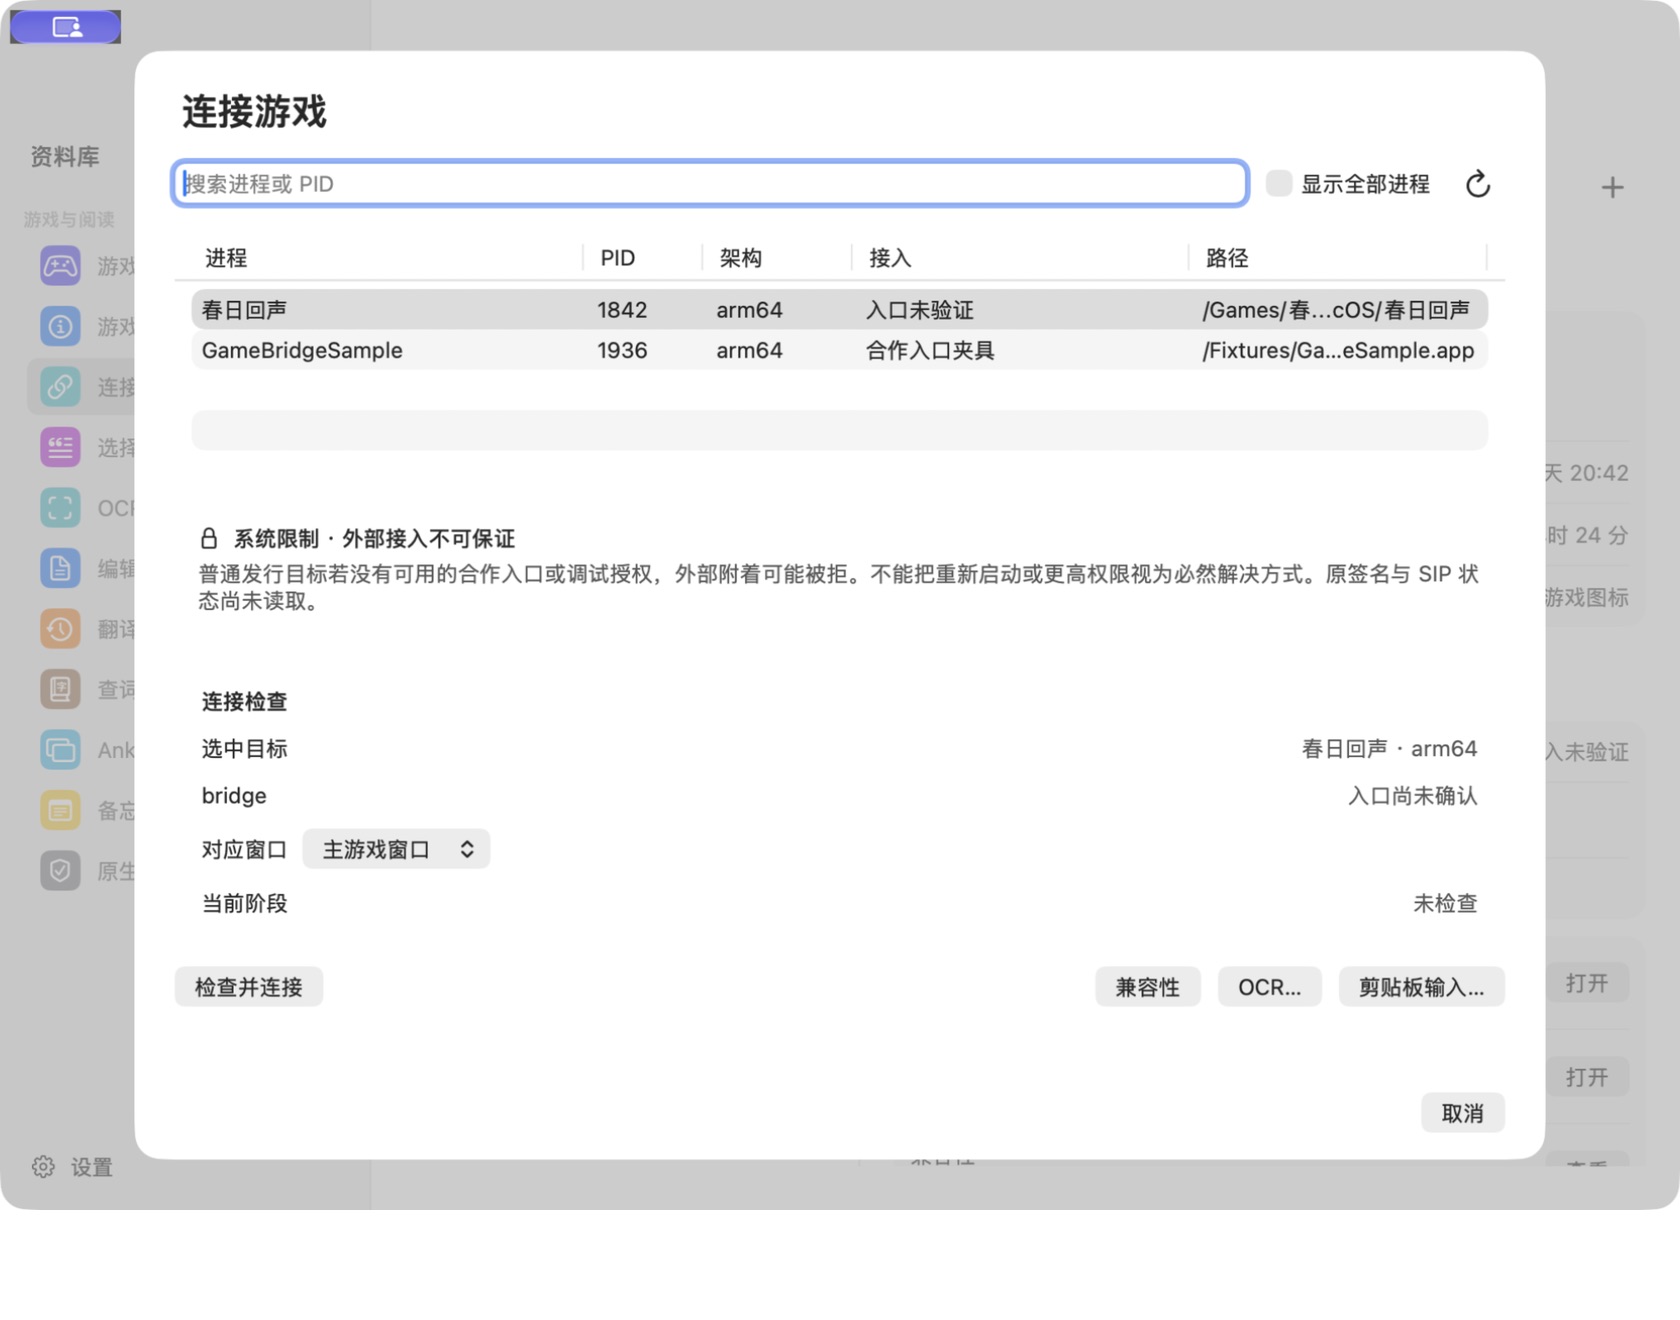 连接游戏
资料库
搜索进程或 PID
显示全部进程
游戏与阅读
进程 PID 架构 接入 路径
游戏
春日回声 1842 arm64 入口未验证 /Games/春...cOS/春日回声
游戏
GameBridgeSample 1936 arm64 合作入口夹具 /Fixtures/Ga...eSample.app
连接
选择
天 20:42
OCR
系统限制 · 外部接入不可保证
时 24 分
编辑
普通发行目标若没有可用的合作入口或调试授权，外部附着可能被拒。不能把重新启动或更高权限视为必然解决方式。原签名与 SIP 状
态尚未读取。
游戏图标
翻译
查词
连接检查
选中目标 春日回声 · arm64
Ank
入未验证
bridge 入口尚未确认
备忘
对应窗口 主游戏窗口
原生
当前阶段 未检查
检查并连接 兼容性 OCR... 剪贴板输入...
打开
打开
取消
设置